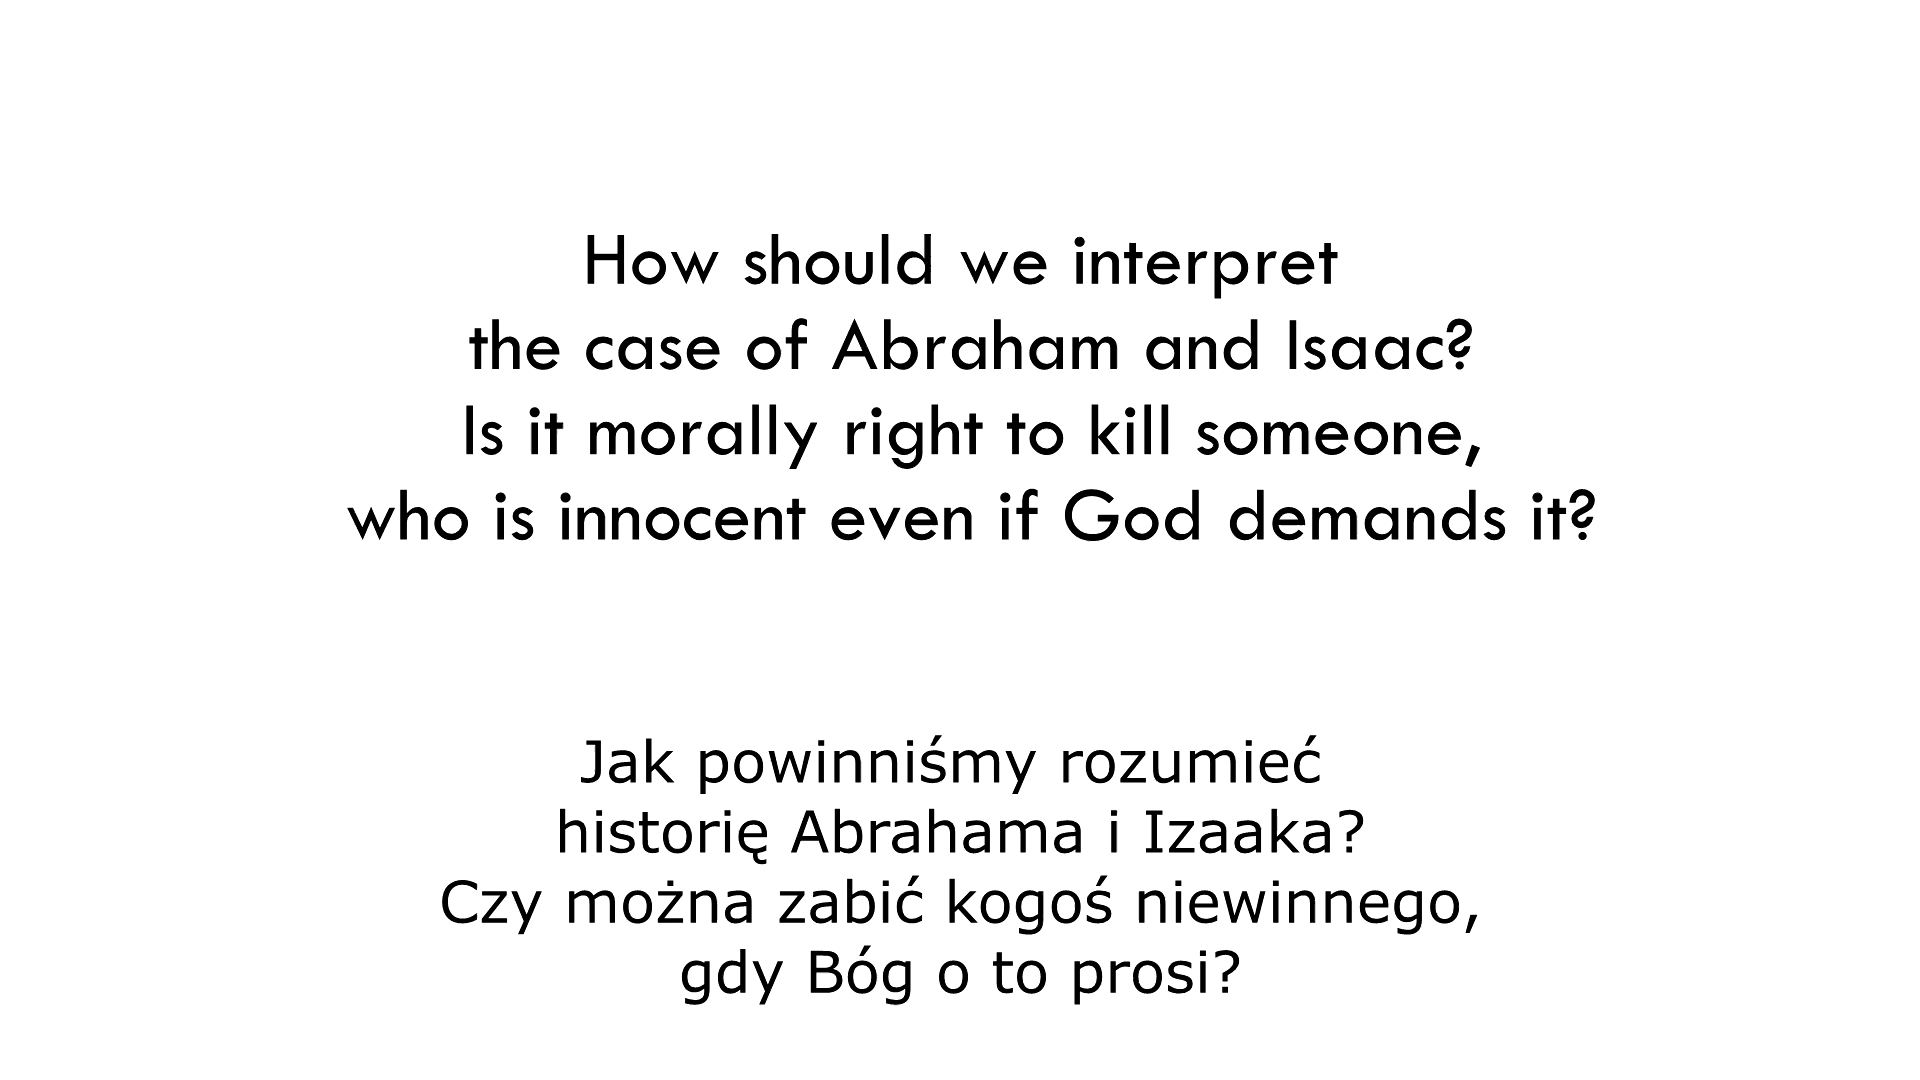 How should we interpret
the case of Abraham and Isaac?
Is it morally right to kill someone,
who is innocent even if God demands it?
Jak powinniśmy rozumieć
historię Abrahama i Izaaka?
Czy można zabić kogoś niewinnego,
gdy Bóg o to prosi?